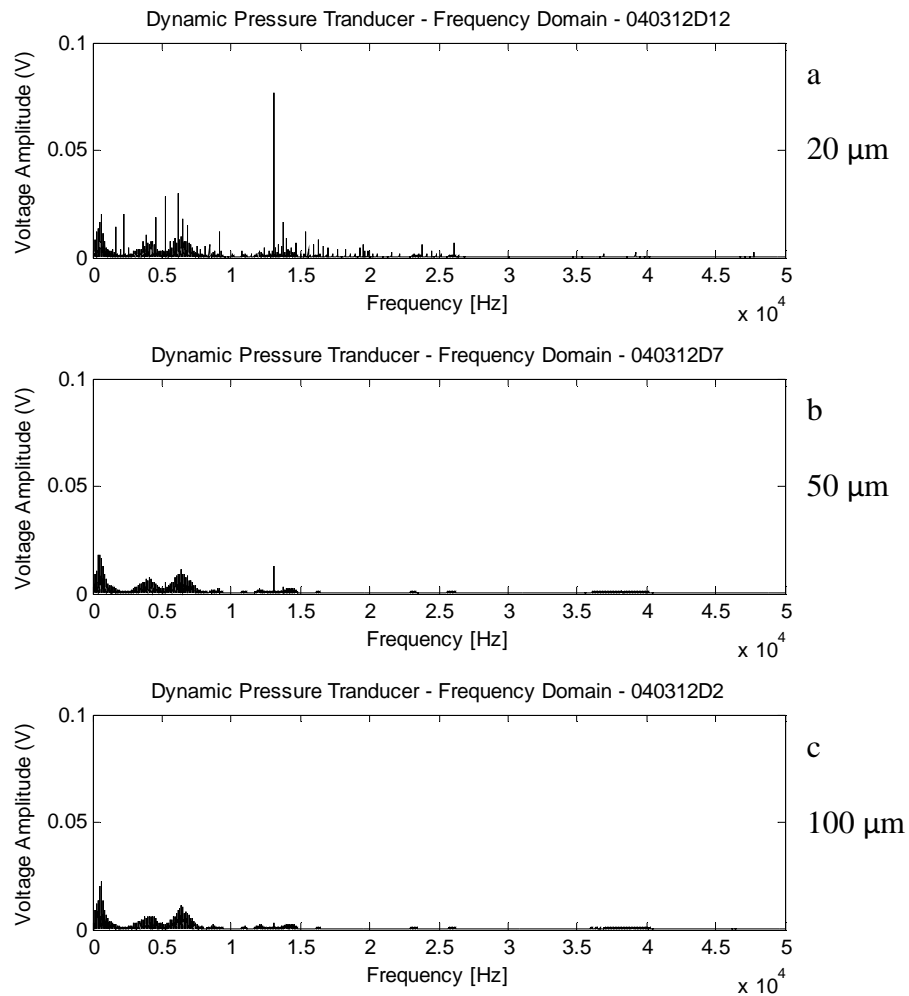 Dynamic Pressure Tranducer - Frequency Domain - 040312D12
0.1
0.05
0
Voltage Amplitude (V)
0 0.5 1 1.5 2 2.5 3 3.5 4 4.5 5
Frequency [Hz]
x 10^4
a
20 µm
Dynamic Pressure Tranducer - Frequency Domain - 040312D7
0.1
0.05
0
Voltage Amplitude (V)
0 0.5 1 1.5 2 2.5 3 3.5 4 4.5 5
Frequency [Hz]
x 10^4
b
50 µm
Dynamic Pressure Tranducer - Frequency Domain - 040312D2
0.1
0.05
0
Voltage Amplitude (V)
0 0.5 1 1.5 2 2.5 3 3.5 4 4.5 5
Frequency [Hz]
x 10^4
c
100 µm